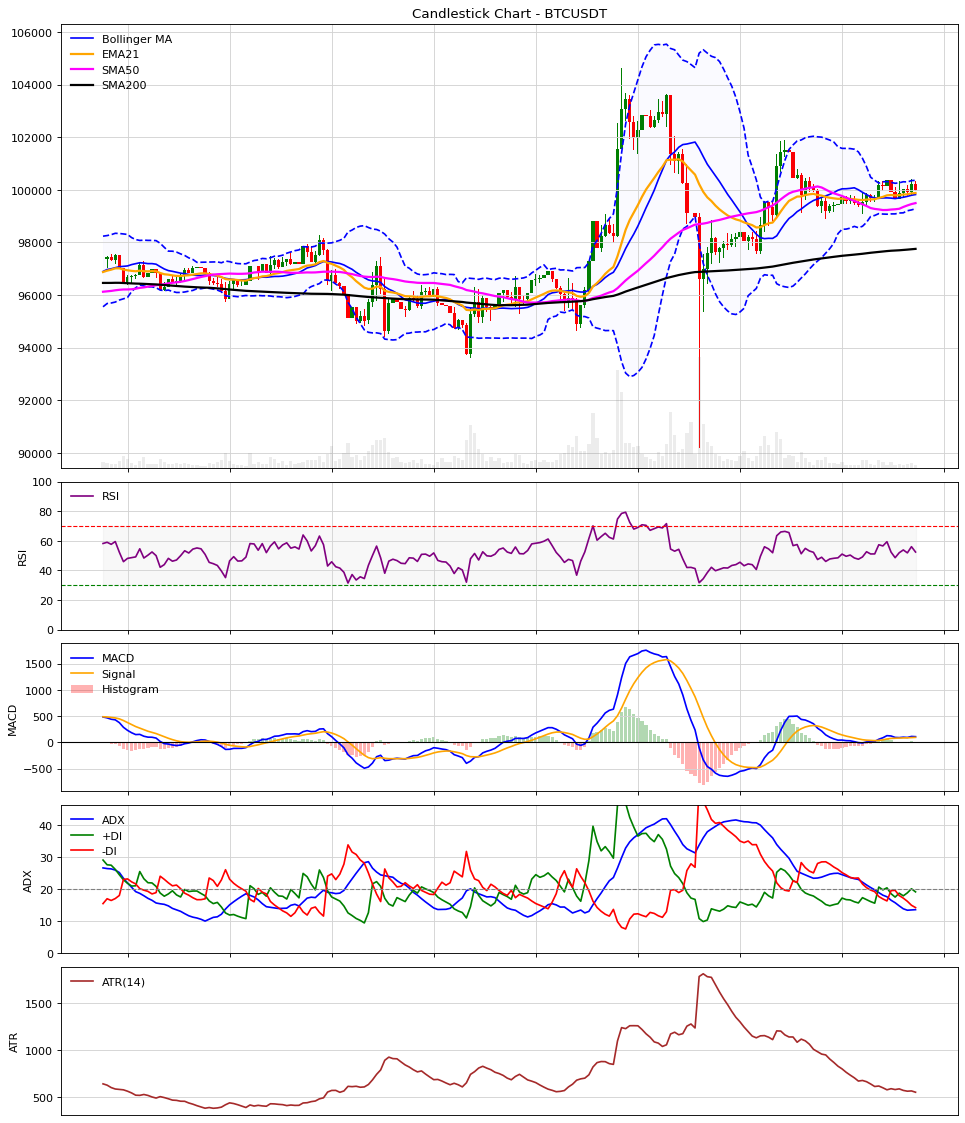 Candlestick Chart - BTCUSDT
106000
104000
102000
100000
98000
96000
94000
92000
90000
Bollinger MA
EMA21
SMA50
SMA200
100
80
60
40
20
0
RSI
RSI
1500
1000
500
0
−500
MACD
MACD
Signal
Histogram
40
30
20
10
0
ADX
ADX
+DI
-DI
1500
1000
500
ATR
ATR(14)